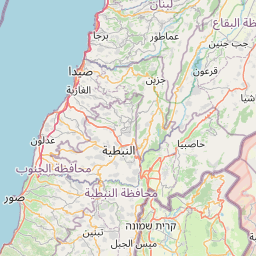 لبنان
محافظة البقاع
عماطور
برجا
جب جنين
صيدا
جزين
قرعون
الغازية
شيا
عدلون
حاصبيا
النبطية
محافظة الجنوب
محافظة النبطية
صور
קרית שמונה
تبنين
ميس الجبل